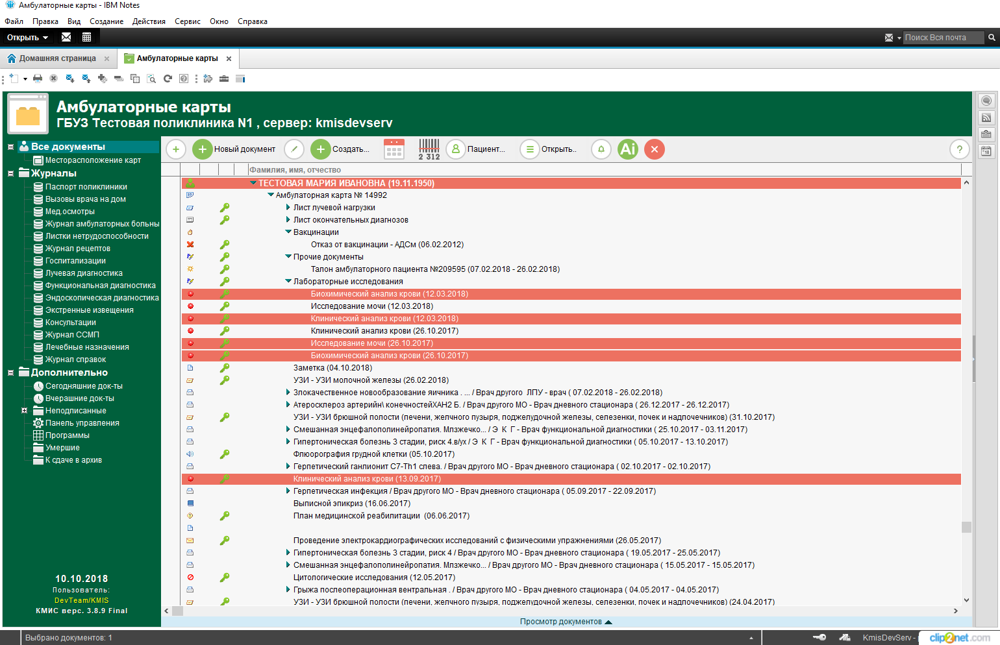 Амбулаторные карты - IBM Notes
Файл Правка Вид Создание Действия Сервис Окно Справка
Открыть
Поиск Вся почта
Домашняя страница
Амбулаторные карты
Амбулаторные карты
ГБУЗ Тестовая поликлиника N1 , сервер: kmisdevserv
Все документы
Месторасположение карт
Журналы
Паспорт поликлиники
Вызовы врача на дом
Мед.осмотры
Журнал амбулаторных больны
Листки нетрудоспособности
Журнал рецептов
Госпитализации
Лучевая диагностика
Функциональная диагностика
Эндоскопическая диагностика
Экстренные извещения
Консультации
Журнал ССМП
Лечебные назначения
Журнал справок
Дополнительно
Сегодняшние док-ты
Вчерашние док-ты
Неподписанные
Панель управления
Программы
Умершие
К сдаче в архив
10.10.2018
Пользователь:
DevTeam/KMIS
КМИС верс. 3.8.9 Final
Новый документ
Создать...
2 312
Пациент...
Открыть..
Ai
?
Фамилия, имя, отчество
ТЕСТОВАЯ МАРИЯ ИВАНОВНА (19.11.1950)
Амбулаторная карта № 14992
Лист лучевой нагрузки
Лист окончательных диагнозов
Вакцинации
Отказ от вакцинации - АДСм (06.02.2012)
Прочие документы
Талон амбулаторного пациента №209595 (07.02.2018 - 26.02.2018)
Лабораторные исследования
Биохимический анализ крови (12.03.2018)
Исследование мочи (12.03.2018)
Клинический анализ крови (12.03.2018)
Клинический анализ крови (26.10.2017)
Исследование мочи (26.10.2017)
Биохимический анализ крови (26.10.2017)
Заметка (04.10.2018)
УЗИ - УЗИ молочной железы (26.02.2018)
Злокачественное новообразование яичника . ... / Врач другого ЛПУ - врач ( 07.02.2018 - 26.02.2018)
Атеросклероз артерийл\ конечностейХАН2 Б. / Врач другого МО - Врач дневного стационара ( 26.12.2017 - 26.12.2017)
УЗИ - УЗИ брюшной полости (печени, желчного пузыря, поджелудочной железы, селезенки, почек и надпочечников) (31.10.2017)
Смешанная энцефалополинейропатия. Млзжечко... / Э К Г - Врач функциональной диагностики ( 25.10.2017 - 03.11.2017)
Гипертоническая болезнь 3 стадии, риск 4.в/ух / Э К Г - Врач функциональной диагностики ( 05.10.2017 - 13.10.2017)
Флюорография грудной клетки (05.10.2017)
Герпетический ганлионит С7-Th1 слева. / Врач другого МО - Врач дневного стационара ( 02.10.2017 - 02.10.2017)
Клинический анализ крови (13.09.2017)
Герпетическая инфекция / Врач другого МО - Врач дневного стационара ( 05.09.2017 - 22.09.2017)
Выписной эпикриз (16.06.2017)
План медицинской реабилитации (06.06.2017)
Проведение электрокардиографических исследований с физическими упражнениями (26.05.2017)
Гипертоническая болезнь 3 стадии, риск 4 / Врач другого МО - Врач дневного стационара ( 19.05.2017 - 25.05.2017)
Смешанная энцефалополинейропатия. Млзжечко... / Врач другого МО - Врач дневного стационара ( 15.05.2017 - 15.05.2017)
Цитологические исследования (12.05.2017)
Грыжа послеоперационная вентральная . / Врач другого МО - Врач дневного стационара ( 04.05.2017 - 04.05.2017)
УЗИ - УЗИ брюшной полости (печени, желчного пузыря, поджелудочной железы, селезенки, почек и надпочечников) (24.04.2017)
Просмотр документов
Выбрано документов: 1
KmisDevServ -
clip2net.com